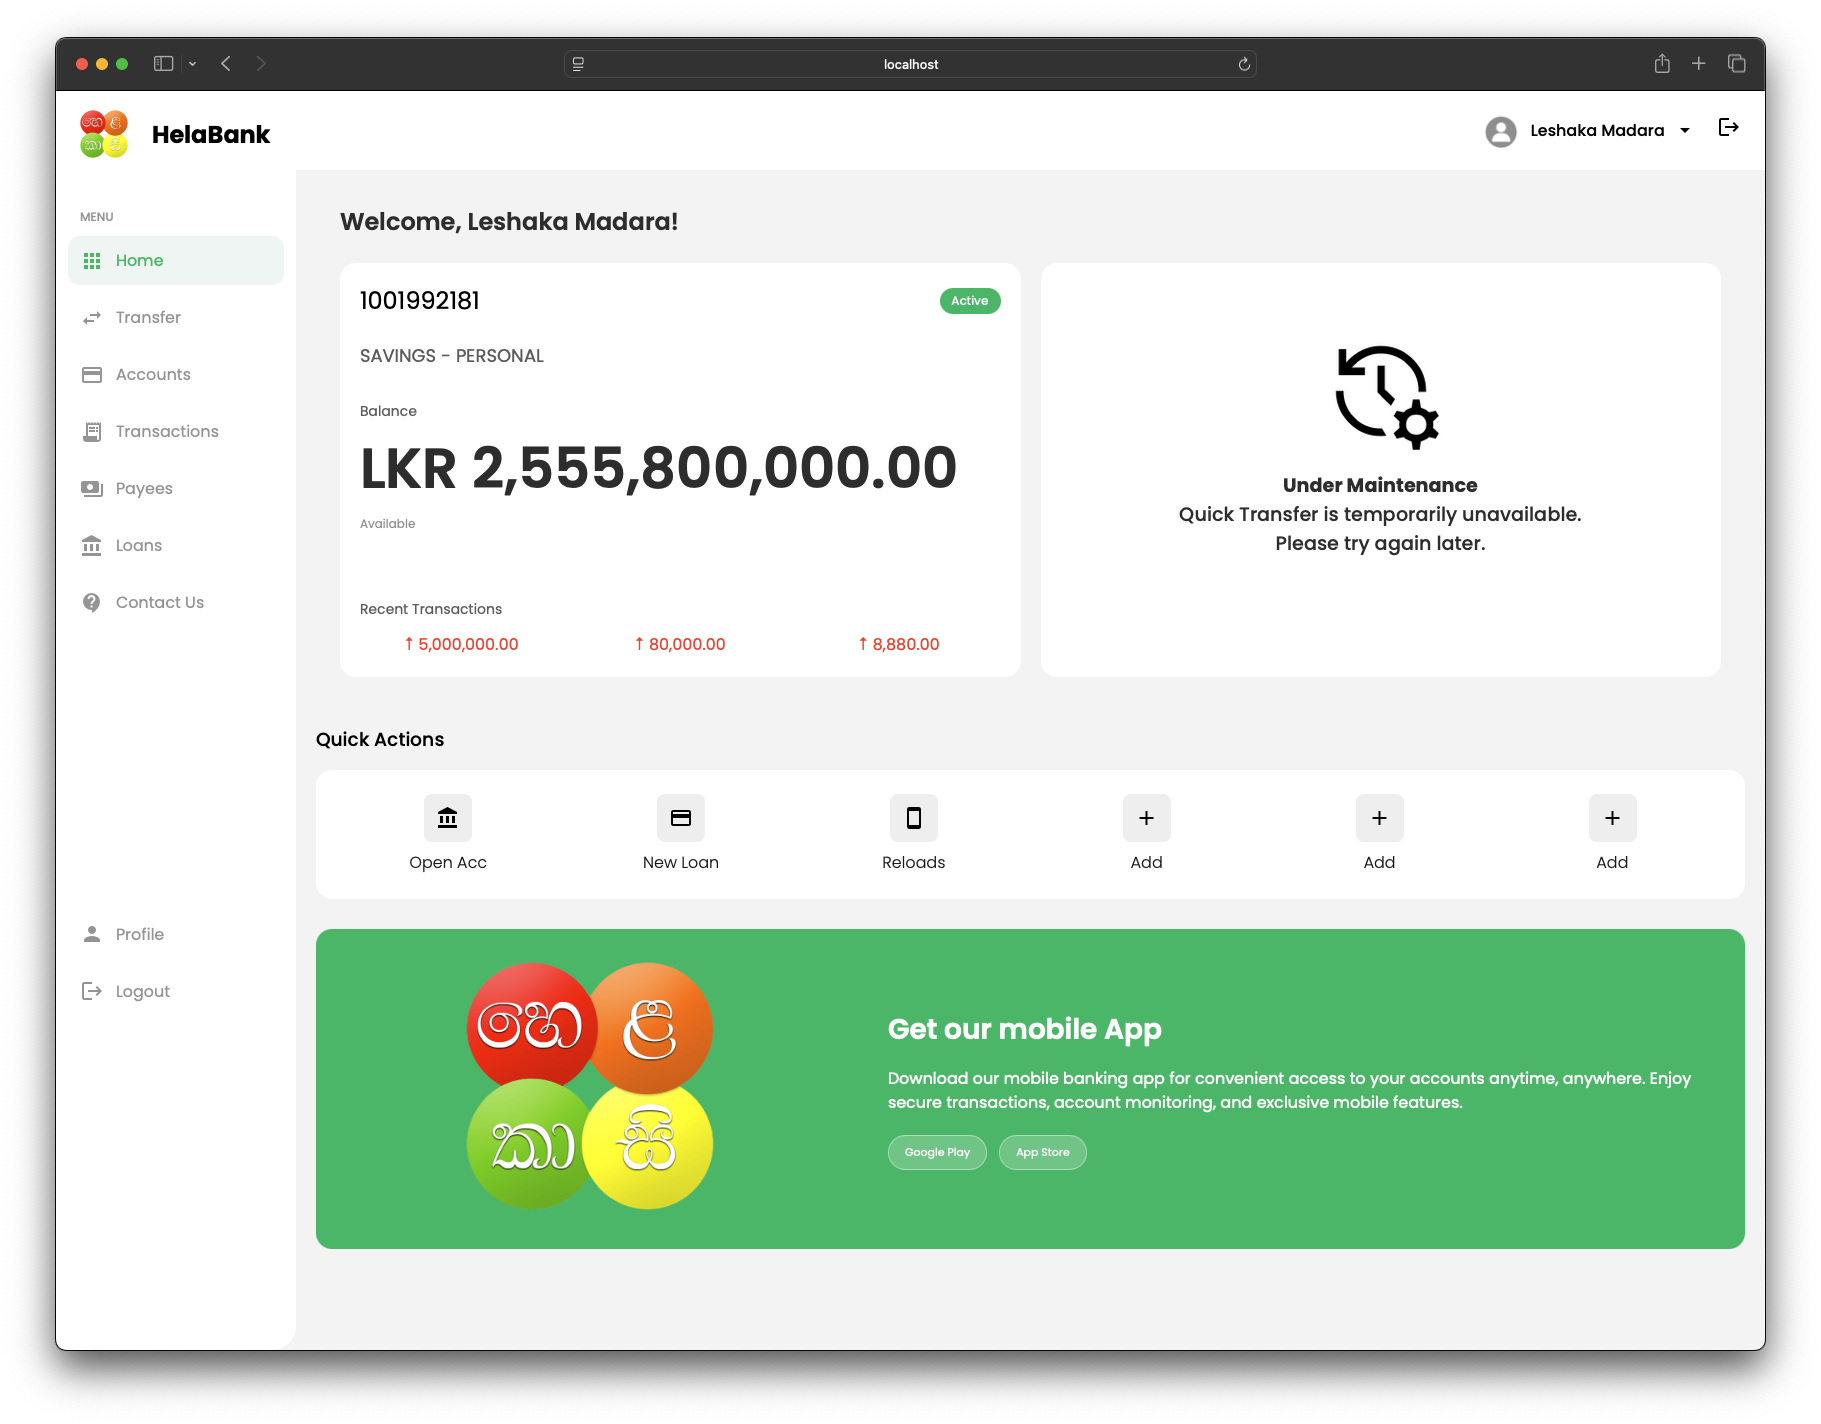 localhost
හෙ ළ
කා සි
HelaBank
Leshaka Madara
MENU
Home
Transfer
Accounts
Transactions
Payees
Loans
Contact Us
Profile
Logout
Welcome, Leshaka Madara!
1001992181
Active
SAVINGS - PERSONAL
Balance
LKR 2,555,800,000.00
Available
Recent Transactions
↑ 5,000,000.00
↑ 80,000.00
↑ 8,880.00
Under Maintenance
Quick Transfer is temporarily unavailable.
Please try again later.
Quick Actions
Open Acc
New Loan
Reloads
Add
Add
Add
හෙ ළ
කා සි
Get our mobile App
Download our mobile banking app for convenient access to your accounts anytime, anywhere. Enjoy
secure transactions, account monitoring, and exclusive mobile features.
Google Play
App Store